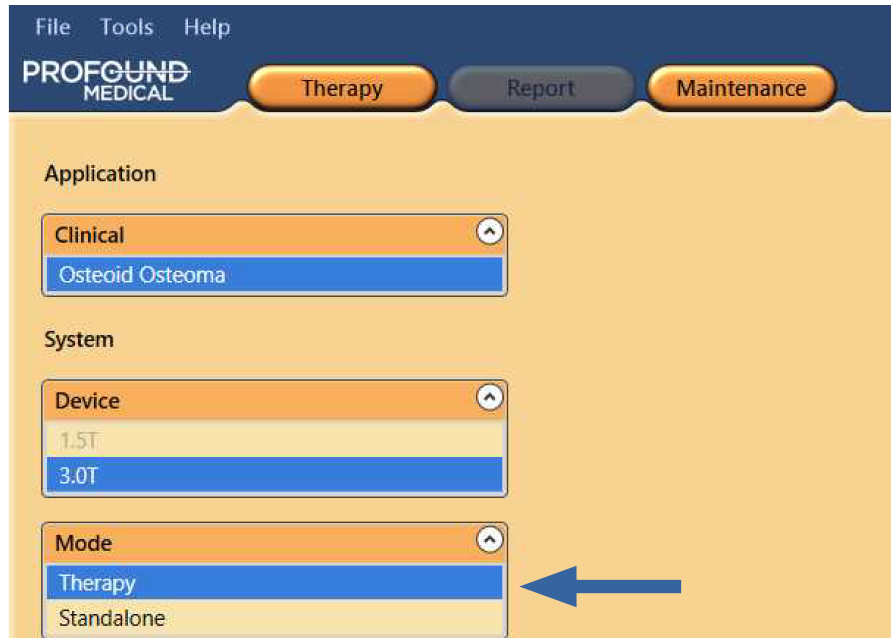 File Tools Help
PROFOUND
MEDICAL
Therapy Report Maintenance
Application
Clinical
Osteoid Osteoma
System
Device
1.5T
3.0T
Mode
Therapy
Standalone